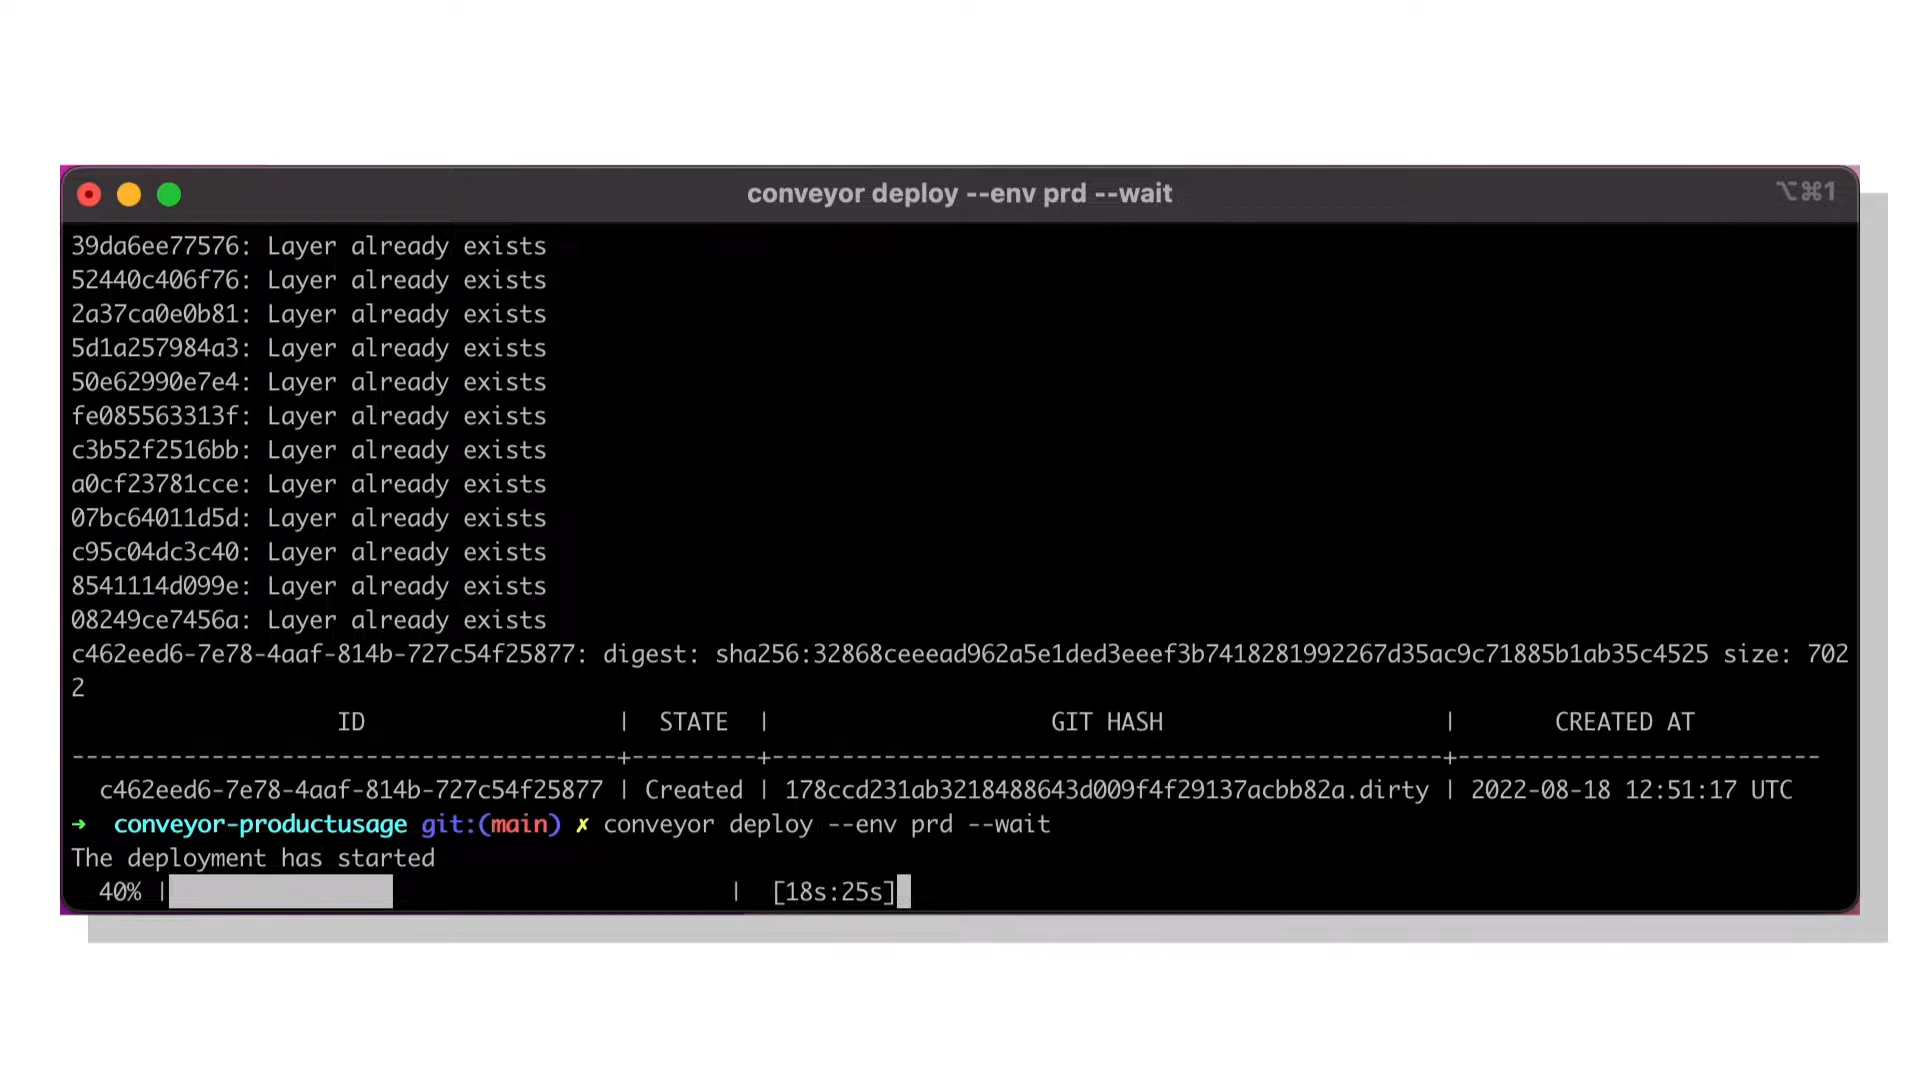 conveyor deploy --env prd --wait
⌥⌘1
39da6ee77576: Layer already exists
52440c406f76: Layer already exists
2a37ca0e0b81: Layer already exists
5d1a257984a3: Layer already exists
50e62990e7e4: Layer already exists
fe085563313f: Layer already exists
c3b52f2516bb: Layer already exists
a0cf23781cce: Layer already exists
07bc64011d5d: Layer already exists
c95c04dc3c40: Layer already exists
8541114d099e: Layer already exists
08249ce7456a: Layer already exists
c462eed6-7e78-4aaf-814b-727c54f25877: digest: sha256:32868ceeead962a5e1ded3eeef3b7418281992267d35ac9c71885b1ab35c4525 size: 702
2
ID | STATE | GIT HASH | CREATED AT
---------------------------------------+---------+------------------------------------------------+--------------------------
c462eed6-7e78-4aaf-814b-727c54f25877 | Created | 178ccd231ab3218488643d009f4f29137acbb82a.dirty | 2022-08-18 12:51:17 UTC
➜ conveyor-productusage git:(main) ✗ conveyor deploy --env prd --wait
The deployment has started
40% |████████████████ | [18s:25s]